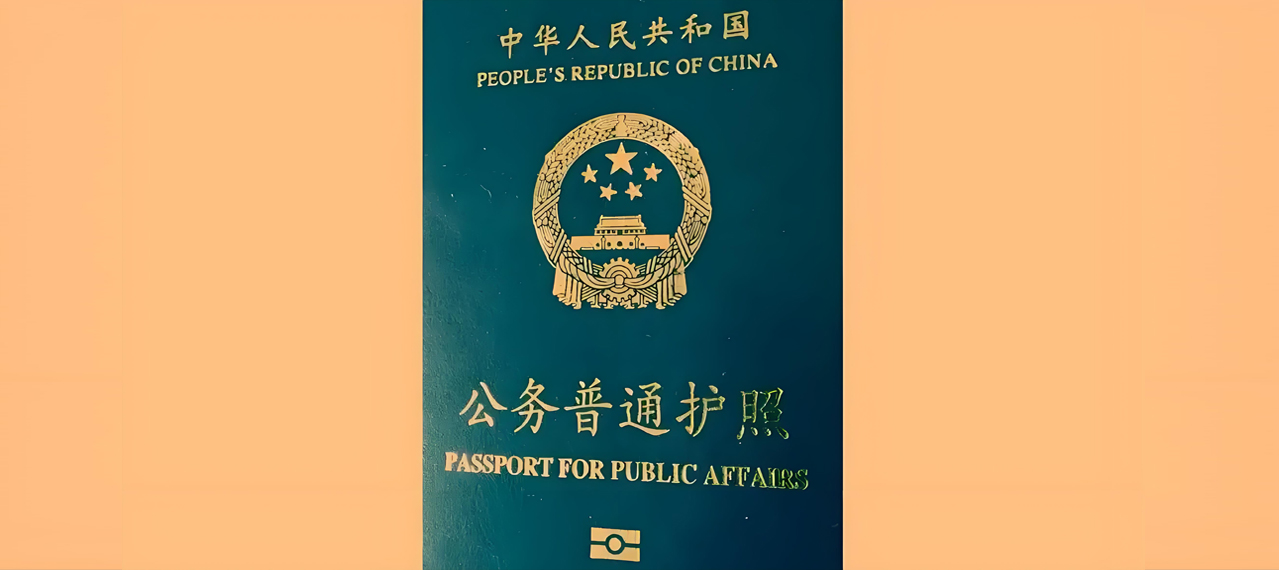 中华人民共和国
PEOPLE'S REPUBLIC OF CHINA
公务普通护照
PASSPORT FOR PUBLIC AFFAIRS